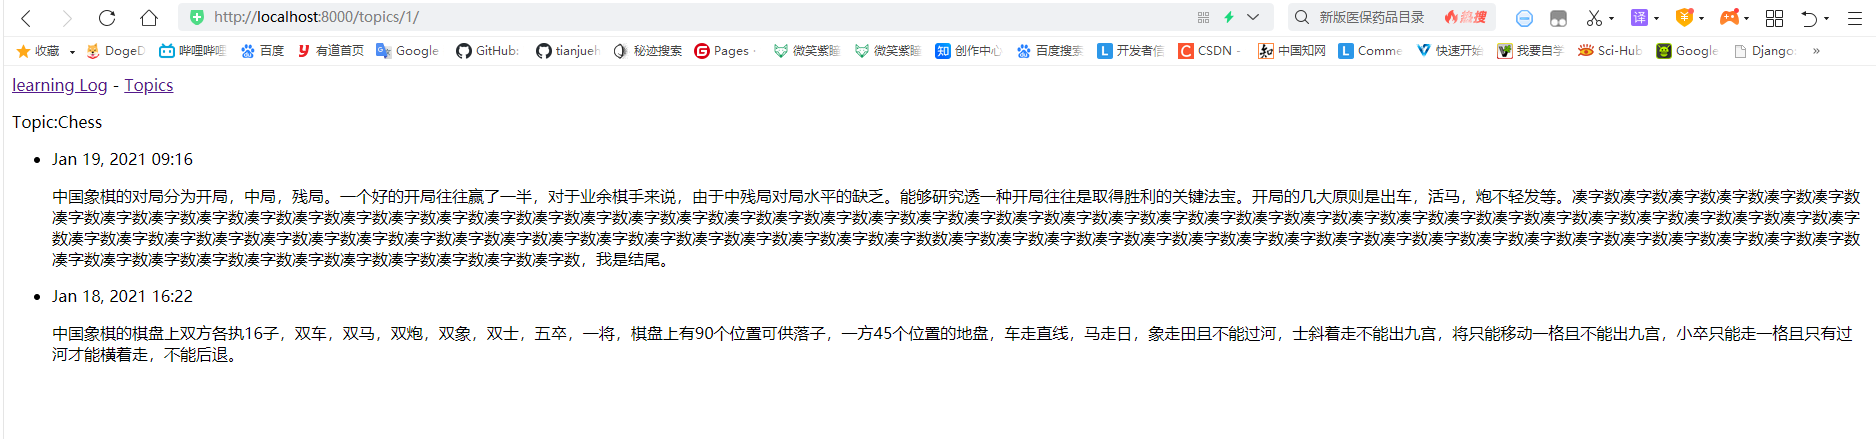 http://localhost:8000/topics/1/
新版医保药品目录
热搜
译
收藏
DogeD
哔哩哔哩
百度
有道首页
Google
GitHub:
tianjueh
秘迹搜索
Pages ·
微笑紫瞳
微笑紫瞳
创作中心
百度搜索
开发者信
CSDN -
中国知网
Comme
快速开始
我要自学
Sci-Hub
Google
Django:
»
learning Log - Topics
Topic:Chess
Jan 19, 2021 09:16
中国象棋的对局分为开局，中局，残局。一个好的开局往往赢了一半，对于业余棋手来说，由于中残局对局水平的缺乏。能够研究透一种开局往往是取得胜利的关键法宝。开局的几大原则是出车，活马，炮不轻发等。凑字数凑字数凑字数凑字数凑字数凑字数
凑字数凑字数凑字数凑字数凑字数凑字数凑字数凑字数凑字数凑字数凑字数凑字数凑字数凑字数凑字数凑字数凑字数凑字数凑字数凑字数凑字数凑字数凑字数凑字数字数凑字数凑字数凑字数凑字数凑字数凑字数凑字数凑字数凑字数凑字数凑字数凑字数凑字数
凑字数凑字数凑字数凑字数凑字数凑字数凑字数凑字数凑字数凑字数凑字数凑字数凑字数凑字数凑字数凑字数凑字数凑字数字数凑字数凑字数凑字数凑字数凑字数凑字数凑字数凑字数凑字数凑字数凑字数凑字数凑字数凑字数凑字数凑字数凑字数凑字数凑字数
凑字数凑字数凑字数凑字数凑字数凑字数凑字数凑字数凑字数凑字数凑字数，我是结尾。
Jan 18, 2021 16:22
中国象棋的棋盘上双方各执16子，双车，双马，双炮，双象，双士，五卒，一将，棋盘上有90个位置可供落子，一方45个位置的地盘，车走直线，马走日，象走田且不能过河，士斜着走不能出九宫，将只能移动一格且不能出九宫，小卒只能走一格且只有过
河才能横着走，不能后退。